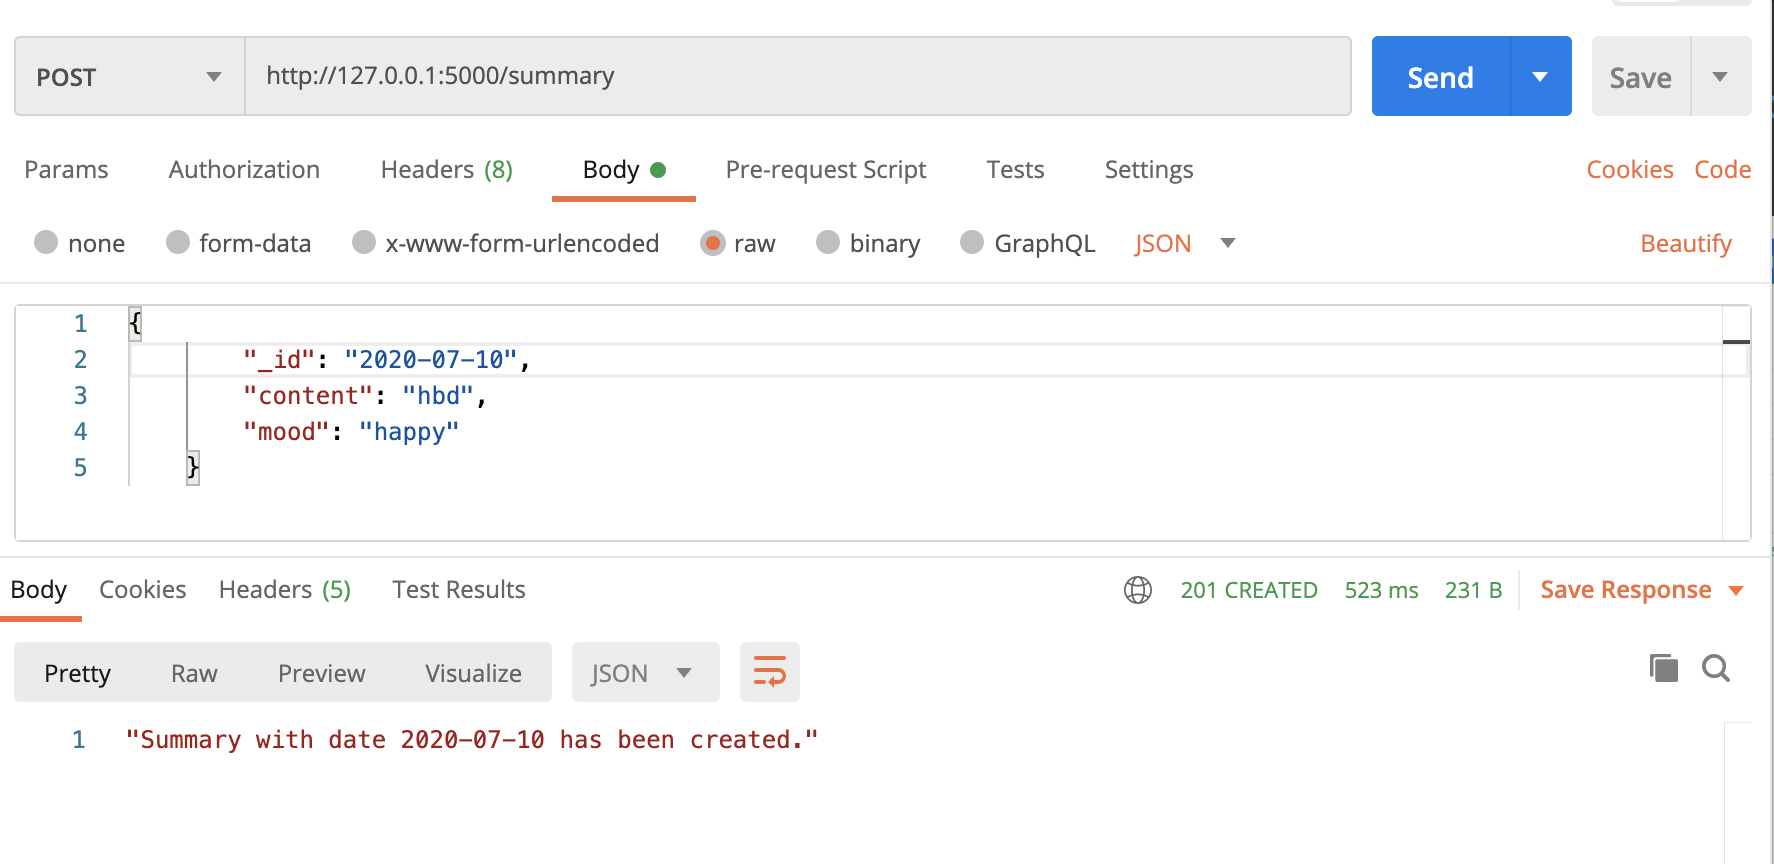 POST http://127.0.0.1:5000/summary Send Save
Params Authorization Headers (8) Body Pre-request Script Tests Settings Cookies Code
none form-data x-www-form-urlencoded raw binary GraphQL JSON Beautify
1 {
2 "_id": "2020-07-10",
3 "content": "hbd",
4 "mood": "happy"
5 }
Body Cookies Headers (5) Test Results 201 CREATED 523 ms 231 B Save Response
Pretty Raw Preview Visualize JSON
1 "Summary with date 2020-07-10 has been created."